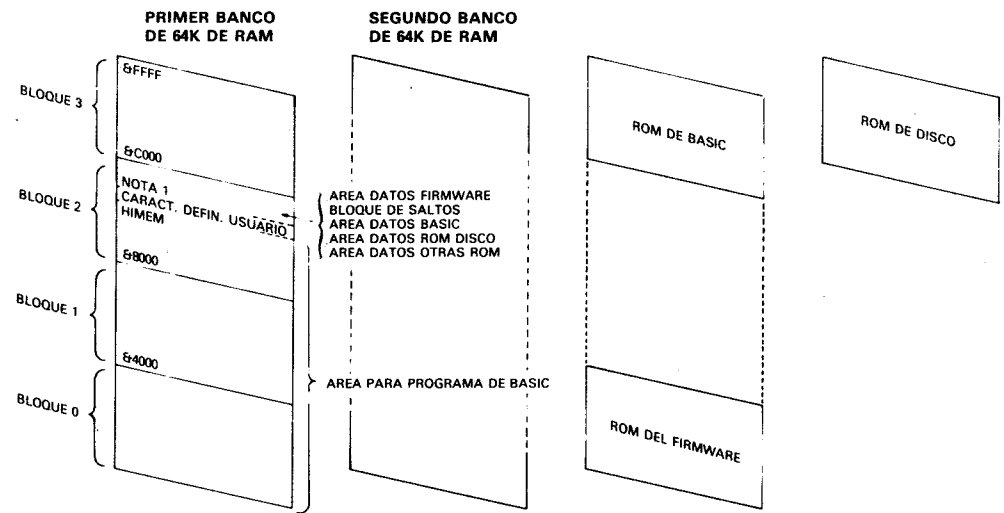 PRIMER BANCO
DE 64K DE RAM
SEGUNDO BANCO
DE 64K DE RAM
BLOQUE 3
&FFFF
&C000
BLOQUE 2
NOTA 1
CARACT. DEFIN. USUARIO
HIMEM
&8000
BLOQUE 1
&4000
BLOQUE 0
AREA DATOS FIRMWARE
BLOQUE DE SALTOS
AREA DATOS BASIC
AREA DATOS ROM DISCO
AREA DATOS OTRAS ROM
AREA PARA PROGRAMA DE BASIC
ROM DE BASIC
ROM DEL FIRMWARE
ROM DE DISCO